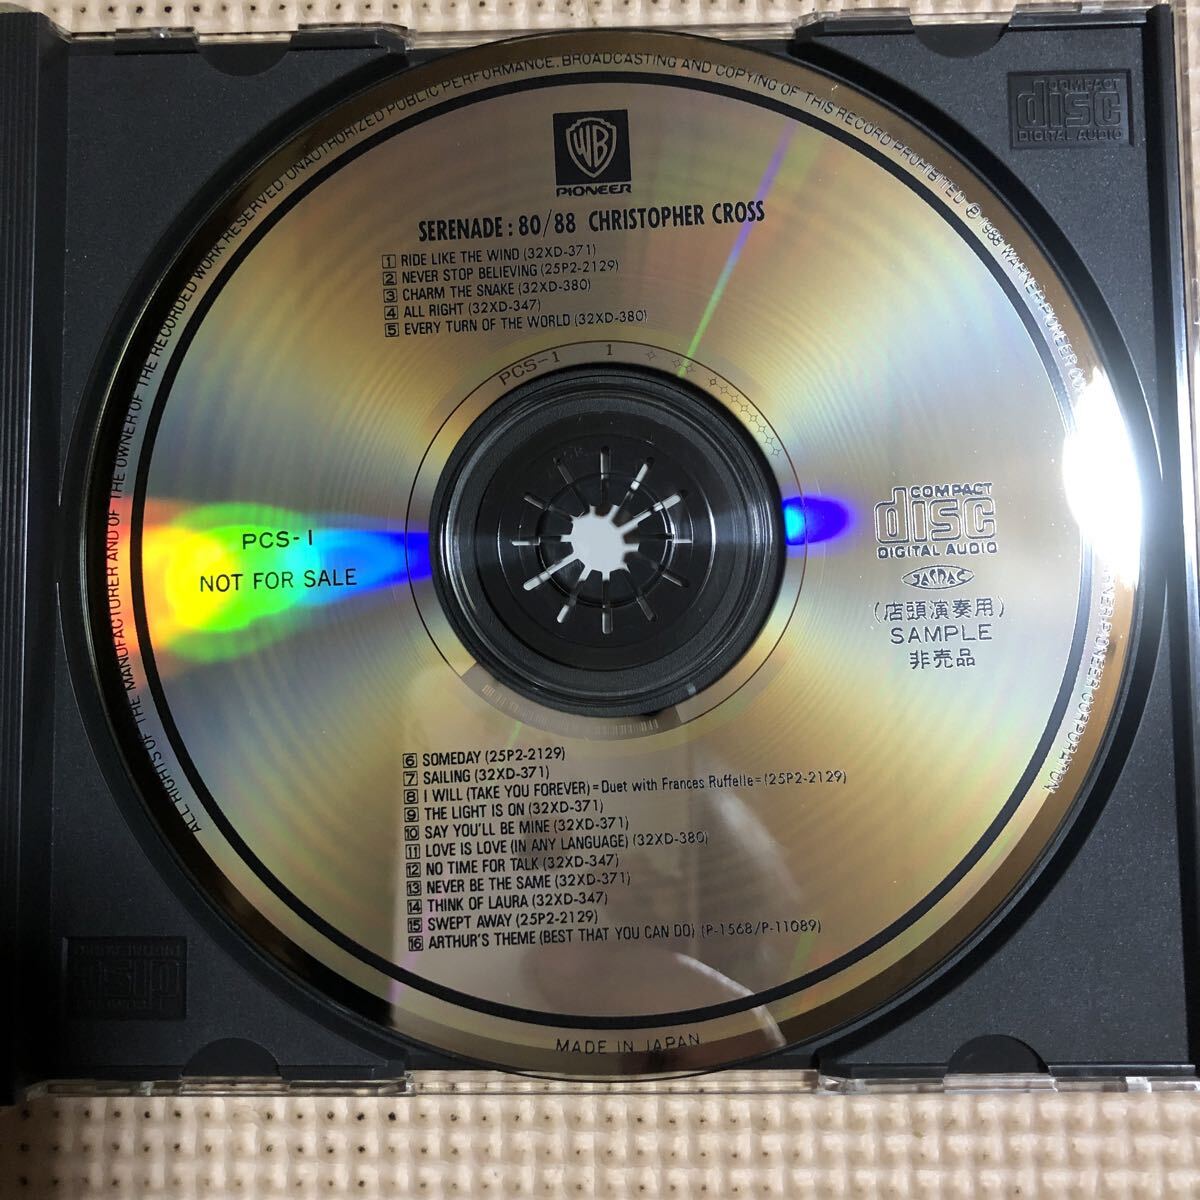 WB
PIONEER
SERENADE : 80/88 CHRISTOPHER CROSS
1 RIDE LIKE THE WIND (32XD-371)
2 NEVER STOP BELIEVING (25P2-2129)
3 CHARM THE SNAKE (32XD-380)
4 ALL RIGHT (32XD-347)
5 EVERY TURN OF THE WORLD (32XD-380)
PCS-1 1
PCS-1
NOT FOR SALE
COMPACT
disc
DIGITAL AUDIO
JASRAC
(店頭演奏用)
SAMPLE
非売品
6 SOMEDAY (25P2-2129)
7 SAILING (32XD-371)
8 I WILL (TAKE YOU FOREVER) = Duet with Frances Ruffelle = (25P2-2129)
9 THE LIGHT IS ON (32XD-371)
10 SAY YOU'LL BE MINE (32XD-371)
11 LOVE IS LOVE (IN ANY LANGUAGE) (32XD-380)
12 NO TIME FOR TALK (32XD-347)
13 NEVER BE THE SAME (32XD-371)
14 THINK OF LAURA (32XD-347)
15 SWEPT AWAY (25P2-2129)
16 ARTHUR'S THEME (BEST THAT YOU CAN DO) (P-1568/P-11089)
ALL RIGHTS OF THE MANUFACTURER AND OF THE OWNER OF THE RECORDED WORK RESERVED UNAUTHORIZED PUBLIC PERFORMANCE, BROADCASTING AND COPYING OF THIS RECORD PROHIBITED ℗ 1988 WARNER-PIONEER PIONEER CORPORATION
MADE IN JAPAN
COMPACT
disc
DIGITAL AUDIO
COMPACT
disc
DIGITAL AUDIO